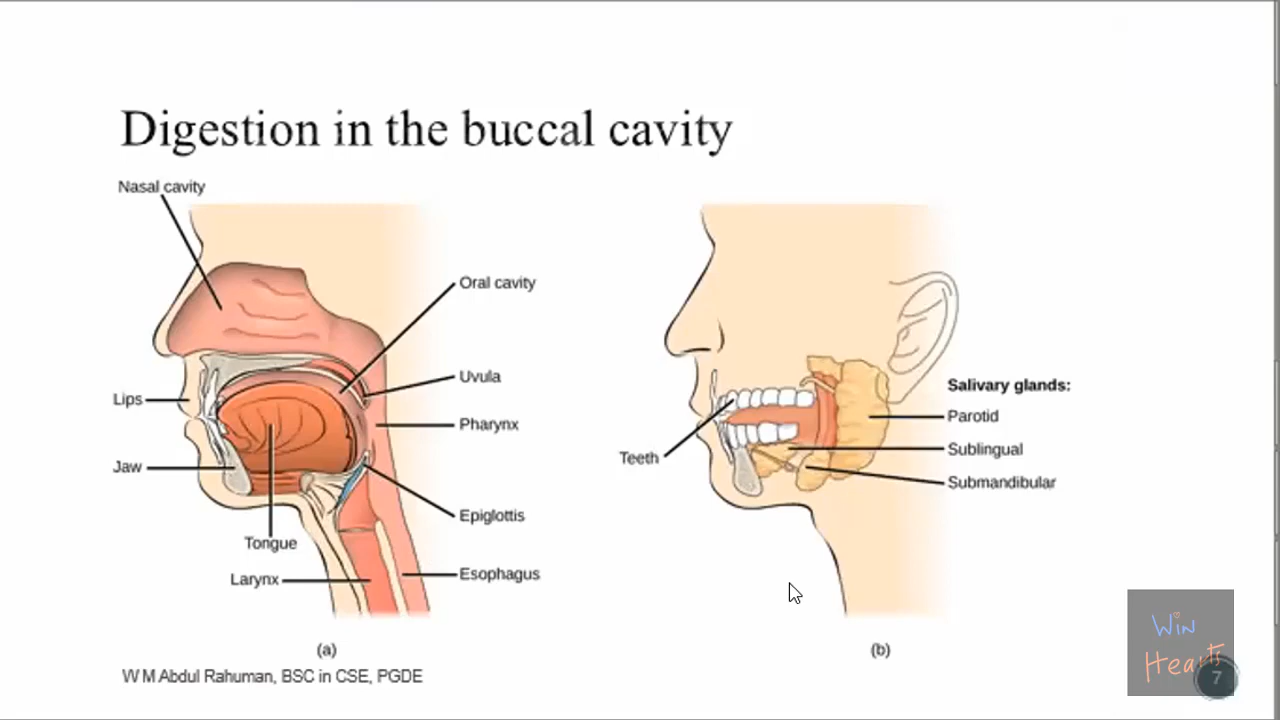 Digestion in the buccal cavity
Nasal cavity
Oral cavity
Uvula
Lips
Pharynx
Jaw
Epiglottis
Tongue
Larynx
Esophagus
(a)
Salivary glands:
Parotid
Sublingual
Teeth
Submandibular
(b)
W M Abdul Rahuman, BSC in CSE, PGDE
Win
Hearts
7